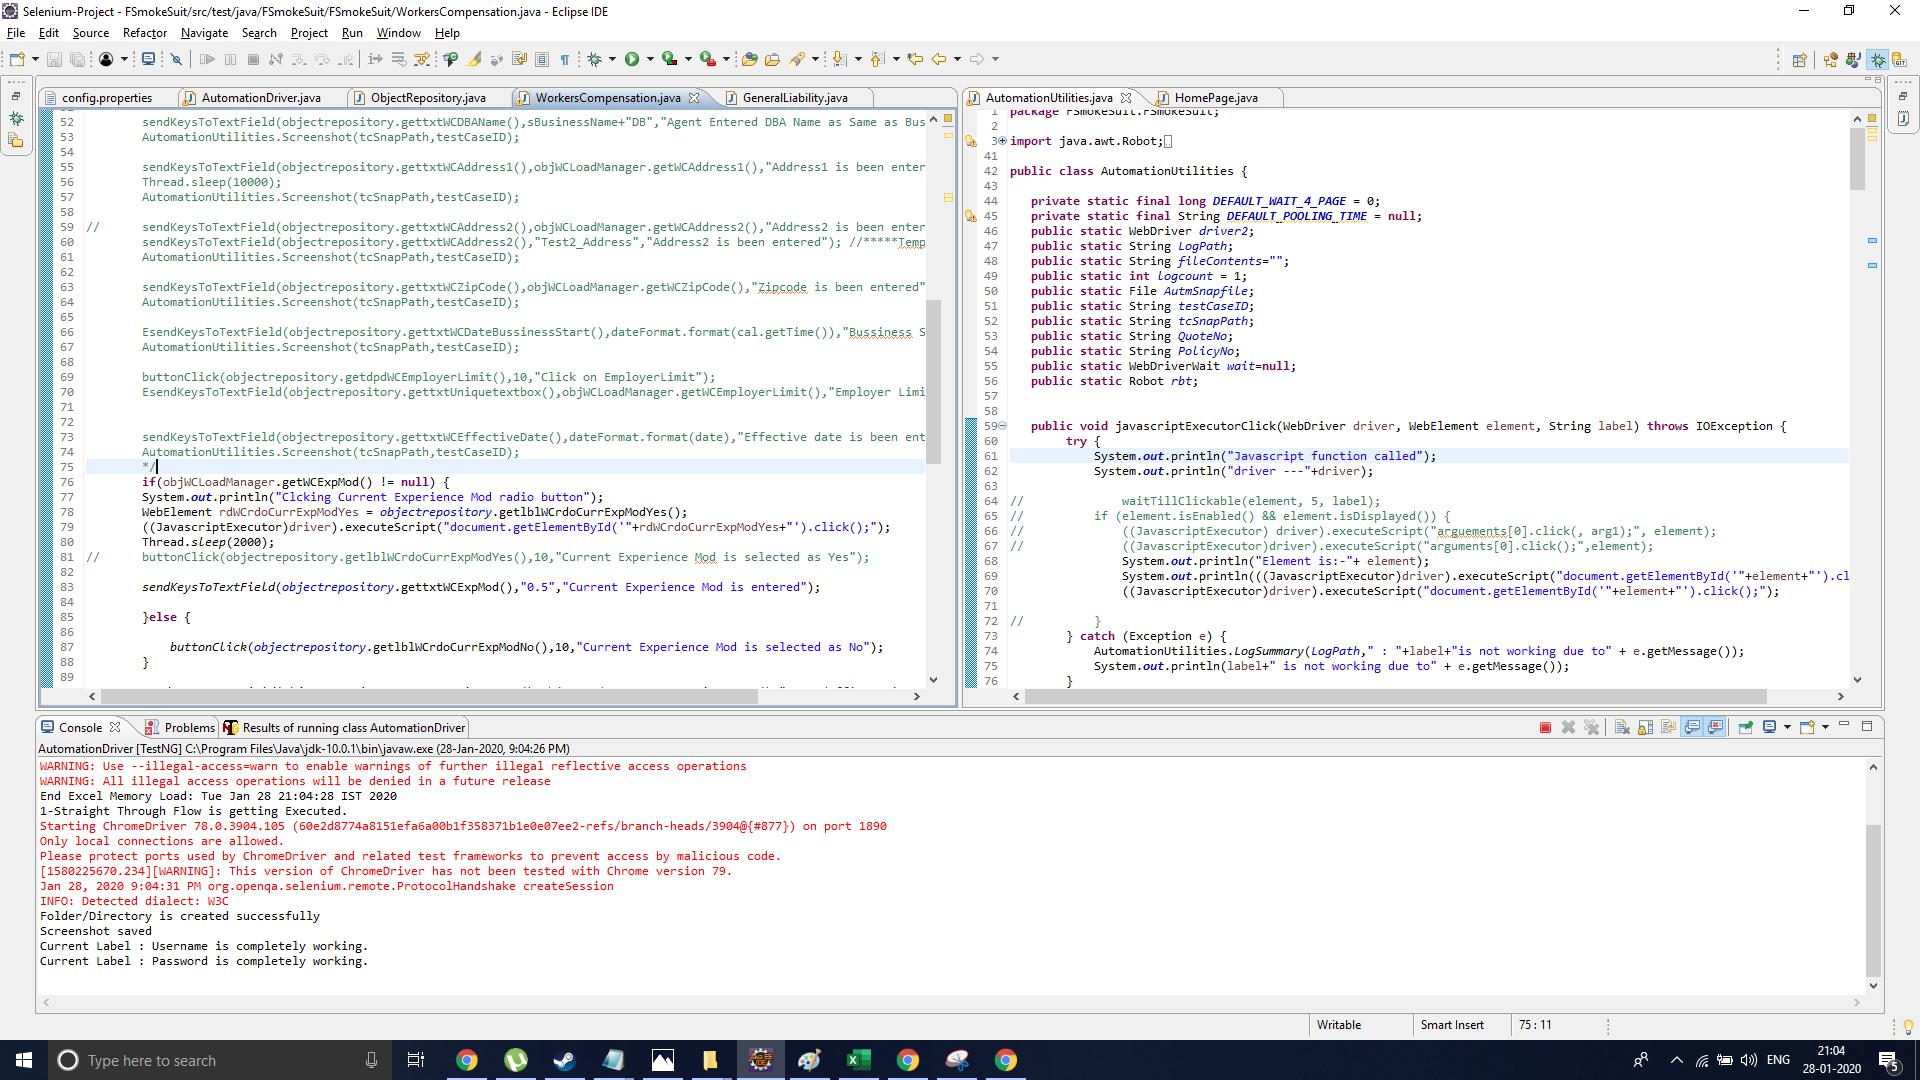 Selenium-Project - FSmokeSuit/src/test/java/FSmokeSuit/FSmokeSuit/WorkersCompensation.java - Eclipse IDE
File Edit Source Refactor Navigate Search Project Run Window Help
config.properties AutomationDriver.java ObjectRepository.java WorkersCompensation.java GeneralLiability.java
52 sendKeysToTextField(objectrepository.gettxtWCDBAName(),sBusinessName+"DB","Agent Entered DBA Name as Same as Bus
53 AutomationUtilities.Screenshot(tcSnapPath,testCaseID);
54
55 sendKeysToTextField(objectrepository.gettxtWCAddress1(),objWCLoadManager.getWCAddress1(),"Address1 is been enter
56 Thread.sleep(10000);
57 AutomationUtilities.Screenshot(tcSnapPath,testCaseID);
58
59 // sendKeysToTextField(objectrepository.gettxtWCAddress2(),objWCLoadManager.getWCAddress2(),"Address2 is been enter
60 sendKeysToTextField(objectrepository.gettxtWCAddress2(),"Test2_Address","Address2 is been entered"); //*****Temp
61 AutomationUtilities.Screenshot(tcSnapPath,testCaseID);
62
63 sendKeysToTextField(objectrepository.gettxtWCZipCode(),objWCLoadManager.getWCZipCode(),"Zipcode is been entered"
64 AutomationUtilities.Screenshot(tcSnapPath,testCaseID);
65
66 EsendKeysToTextField(objectrepository.gettxtWCDateBussinessStart(),dateFormat.format(cal.getTime()),"Bussiness S
67 AutomationUtilities.Screenshot(tcSnapPath,testCaseID);
68
69 buttonClick(objectrepository.getdpdWCEmployerLimit(),10,"Click on EmployerLimit");
70 EsendKeysToTextField(objectrepository.gettxtUniquetextbox(),objWCLoadManager.getWCEmployerLimit(),"Employer Limi
71
72
73 sendKeysToTextField(objectrepository.gettxtWCEffectiveDate(),dateFormat.format(date),"Effective date is been ent
74 AutomationUtilities.Screenshot(tcSnapPath,testCaseID);
75 */
76 if(objWCLoadManager.getWCExpMod() != null) {
77 System.out.println("Clcking Current Experience Mod radio button");
78 WebElement rdWCrdoCurrExpModYes = objectrepository.getlblWCrdoCurrExpModYes();
79 ((JavascriptExecutor)driver).executeScript("document.getElementById('"+rdWCrdoCurrExpModYes+"').click();");
80 Thread.sleep(2000);
81 // buttonClick(objectrepository.getlblWCrdoCurrExpModYes(),10,"Current Experience Mod is selected as Yes");
82
83 sendKeysToTextField(objectrepository.gettxtWCExpMod(),"0.5","Current Experience Mod is entered");
84
85 }else {
86
87 buttonClick(objectrepository.getlblWCrdoCurrExpModNo(),10,"Current Experience Mod is selected as No");
88 }
89
AutomationUtilities.java HomePage.java
1 package FSmokeSuit.FSmokeSuit;
2
3 import java.awt.Robot;
41
42 public class AutomationUtilities {
43
44 private static final long DEFAULT_WAIT_4_PAGE = 0;
45 private static final String DEFAULT_POOLING_TIME = null;
46 public static WebDriver driver2;
47 public static String LogPath;
48 public static String fileContents="";
49 public static int logcount = 1;
50 public static File AutmSnapfile;
51 public static String testCaseID;
52 public static String tcSnapPath;
53 public static String QuoteNo;
54 public static String PolicyNo;
55 public static WebDriverWait wait=null;
56 public static Robot rbt;
57
58
59 public void javascriptExecutorClick(WebDriver driver, WebElement element, String label) throws IOException {
60 try {
61 System.out.println("Javascript function called");
62 System.out.println("driver ---"+driver);
63
64 // waitTillClickable(element, 5, label);
65 // if (element.isEnabled() && element.isDisplayed()) {
66 // ((JavascriptExecutor) driver).executeScript("arguements[0].click(, arg1);", element);
67 // ((JavascriptExecutor)driver).executeScript("arguments[0].click();",element);
68 System.out.println("Element is:-"+ element);
69 System.out.println(((JavascriptExecutor)driver).executeScript("document.getElementById('"+element+"').cl
70 ((JavascriptExecutor)driver).executeScript("document.getElementById('"+element+"').click();");
71
72 // }
73 } catch (Exception e) {
74 AutomationUtilities.LogSummary(LogPath," : "+label+"is not working due to" + e.getMessage());
75 System.out.println(label+" is not working due to" + e.getMessage());
76 }
Console Problems Results of running class AutomationDriver
AutomationDriver [TestNG] C:\Program Files\Java\jdk-10.0.1\bin\javaw.exe (28-Jan-2020, 9:04:26 PM)
WARNING: Use --illegal-access=warn to enable warnings of further illegal reflective access operations
WARNING: All illegal access operations will be denied in a future release
End Excel Memory Load: Tue Jan 28 21:04:28 IST 2020
1-Straight Through Flow is getting Executed.
Starting ChromeDriver 78.0.3904.105 (60e2d8774a8151efa6a00b1f358371b1e0e07ee2-refs/branch-heads/3904@{#877}) on port 1890
Only local connections are allowed.
Please protect ports used by ChromeDriver and related test frameworks to prevent access by malicious code.
[1580225670.234][WARNING]: This version of ChromeDriver has not been tested with Chrome version 79.
Jan 28, 2020 9:04:31 PM org.openqa.selenium.remote.ProtocolHandshake createSession
INFO: Detected dialect: W3C
Folder/Directory is created successfully
Screenshot saved
Current Label : Username is completely working.
Current Label : Password is completely working.
Writable Smart Insert 75 : 11
Type here to search
ENG 21:04
28-01-2020 5